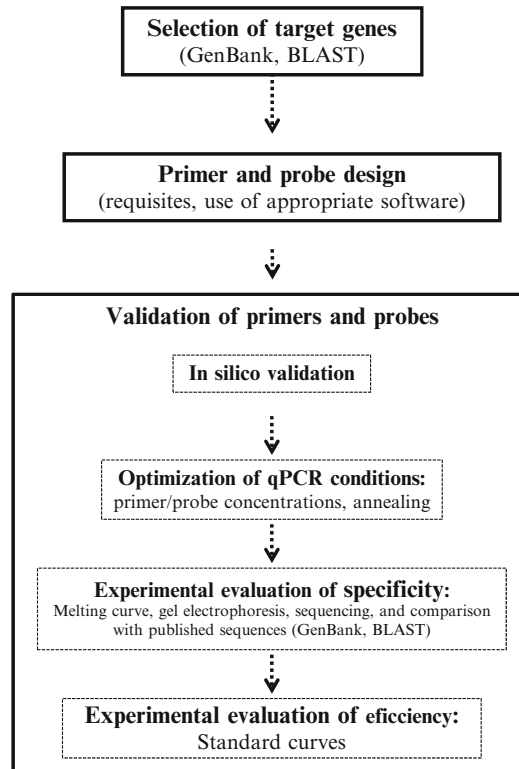 Selection of target genes
(GenBank, BLAST)
Primer and probe design
(requisites, use of appropriate software)
Validation of primers and probes
In silico validation
Optimization of qPCR conditions:
primer/probe concentrations, annealing
Experimental evaluation of specificity:
Melting curve, gel electrophoresis, sequencing, and comparison
with published sequences (GenBank, BLAST)
Experimental evaluation of eficciency:
Standard curves